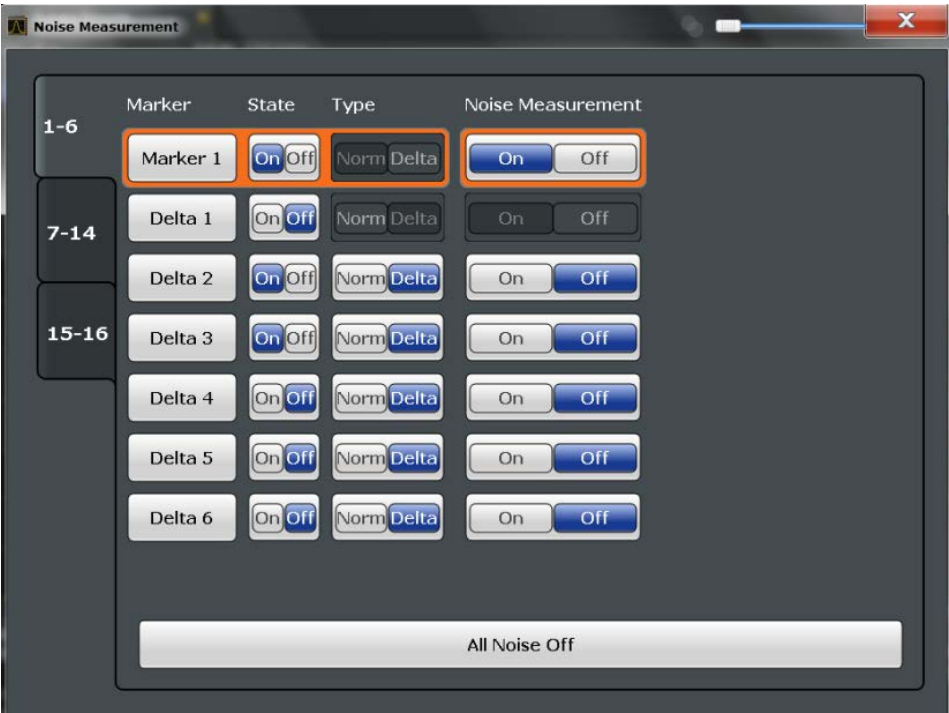 Noise Measurement
X
1-6
7-14
15-16
Marker State Type Noise Measurement
Marker 1 On Off Norm Delta On Off
Delta 1 On Off Norm Delta On Off
Delta 2 On Off Norm Delta On Off
Delta 3 On Off Norm Delta On Off
Delta 4 On Off Norm Delta On Off
Delta 5 On Off Norm Delta On Off
Delta 6 On Off Norm Delta On Off
All Noise Off